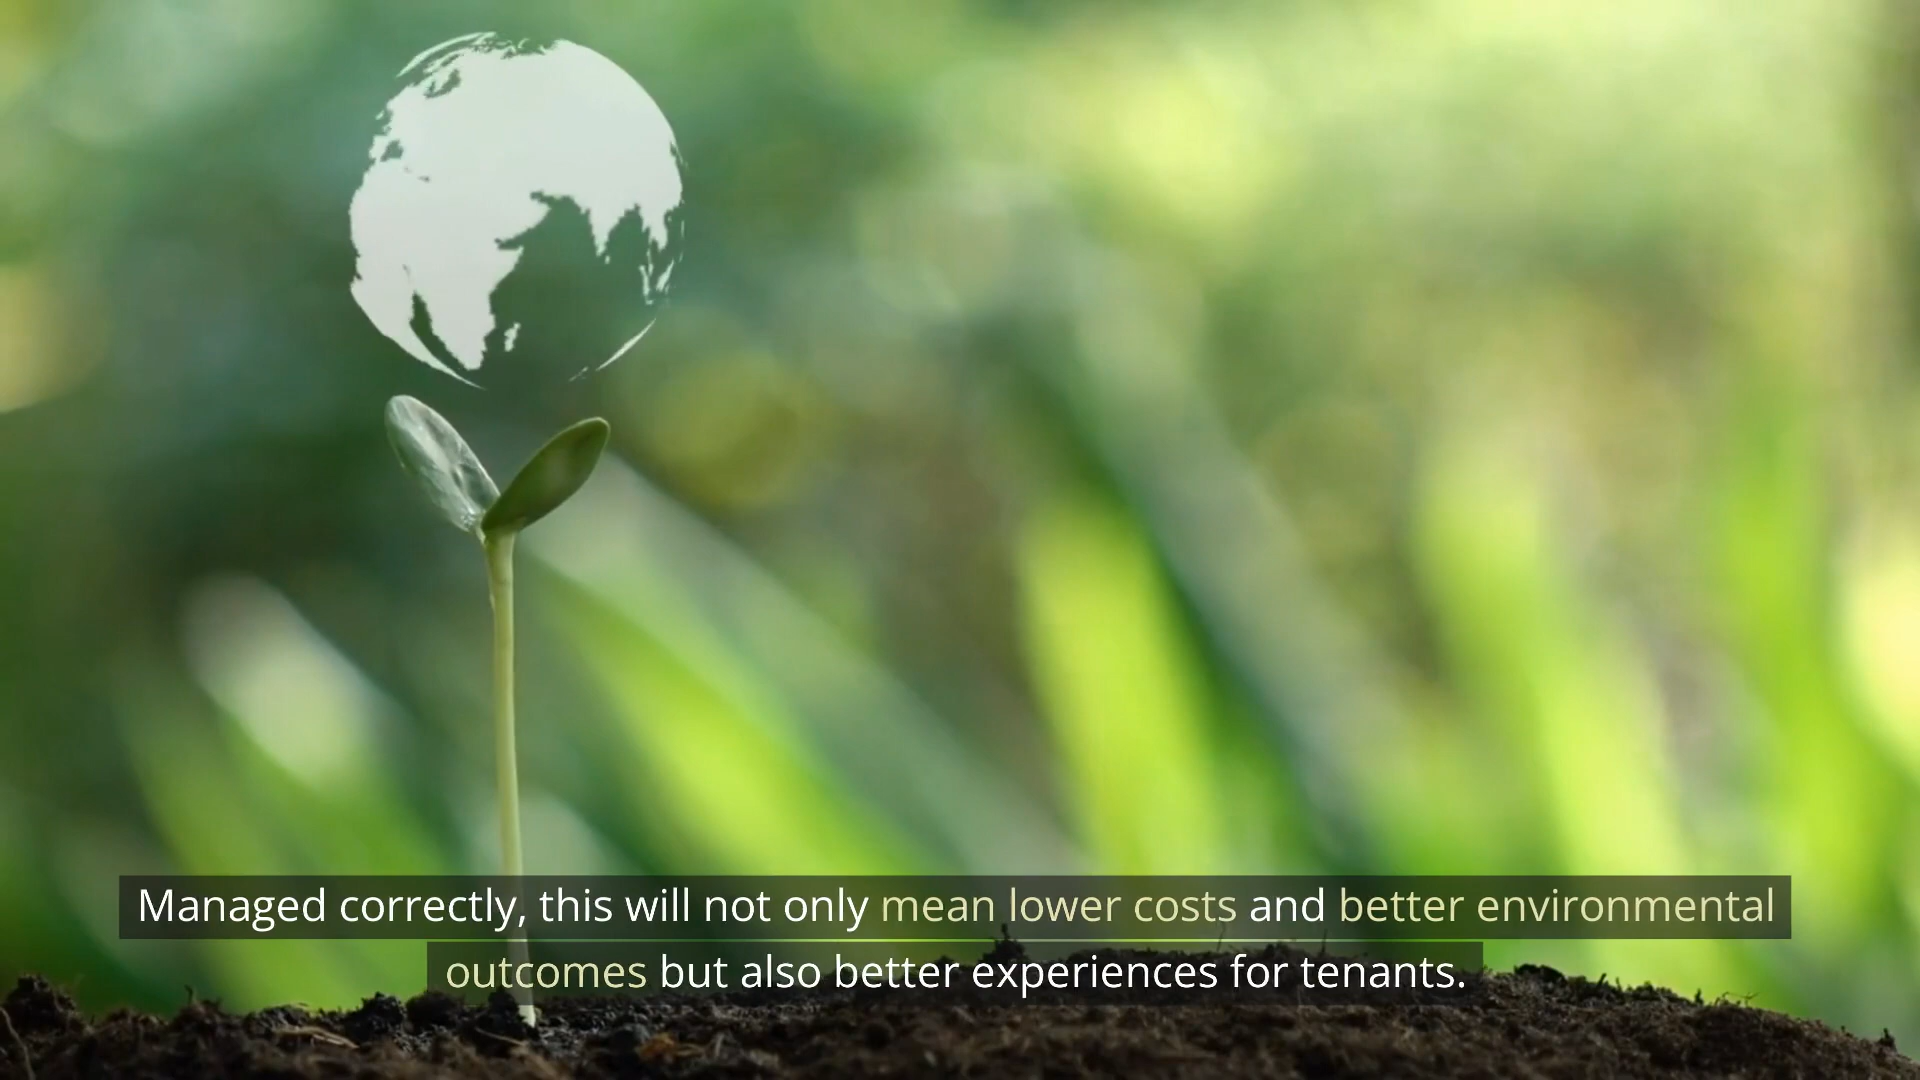 Managed correctly, this will not only mean lower costs and better environmental
outcomes but also better experiences for tenants.